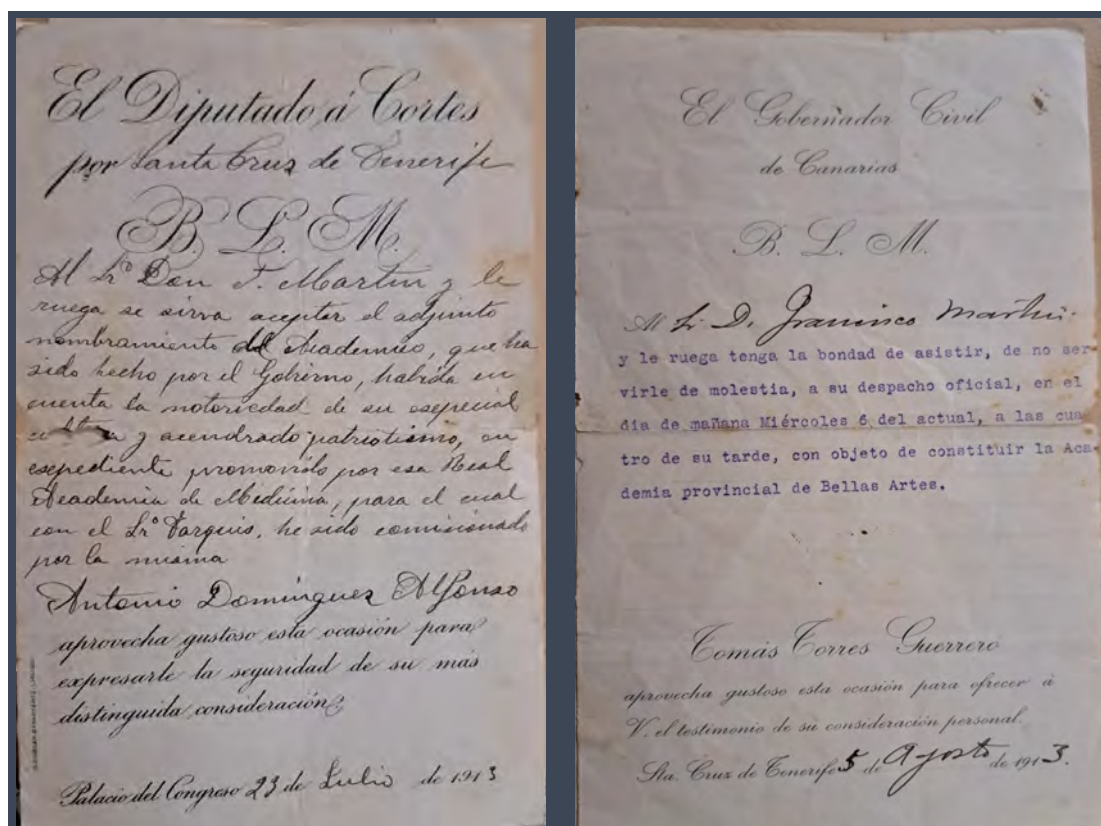 El Diputado á Cortes
por Santa Cruz de Tenerife
B. L. M.
Al Sr. Don F. Martin y le
ruega se sirva aceptar el adjunto
nombramiento del Academico, que ha
sido hecho por el Gobierno, habida en
cuenta la notoriedad de su esepecial
y acendrado patriotismo, en
esepediente promovido por esa Real
Academia de Medicina, para el cual
con el Srº Tarquis, he sido comisionado
por la misma
Antonio Dominguez Alfonso
aprovecha gustoso esta ocasión para
expresarle la seguridad de su más
distinguida consideración
Palacio del Congreso 23 de Julio de 1913
El Gobernador Civil
de Canarias
B. L. M.
Al Sr. D. Francisco Martin
y le ruega tenga la bondad de asistir, de no ser-
virle de molestia, a su despacho oficial, en el
dia de mañana Miércoles 6 del actual, a las cua-
tro de su tarde, con objeto de constituir la Aca-
demia provincial de Bellas Artes.
Tomás Torres Guerrero
aprovecha gustoso esta ocasión para ofrecer á
V. el testimonio de su consideración personal.
Sta. Cruz de Tenerife 5 de Agosto de 1913.